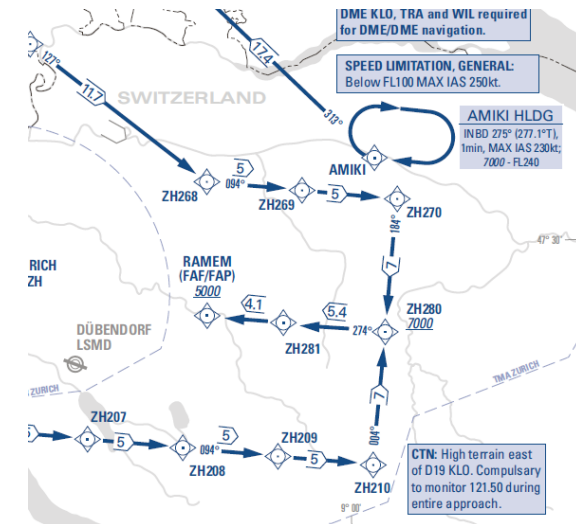 DME KLO, TRA and WIL required
for DME/DME navigation.
SPEED LIMITATION, GENERAL:
Below FL100 MAX IAS 250kt.
17.4
313°
127°
11.7
SWITZERLAND
AMIKI HLDG
INBD 275° (277.1°T),
1min, MAX IAS 230kt;
7000 - FL240
AMIKI
5
094°
ZH268
ZH269
5
ZH270
184°
47° 30'
7
RAMEM
(FAF/FAP)
5000
RICH
ZH
4.1
5.4
274°
ZH280
7000
ZH281
DÜBENDORF
LSMD
TMA ZURICH
ZURICH
7
004°
ZH207
5
5
ZH208
094°
5
ZH209
5
ZH210
CTN: High terrain east
of D19 KLO. Compulsary
to monitor 121.50 during
entire approach.
9° 00'